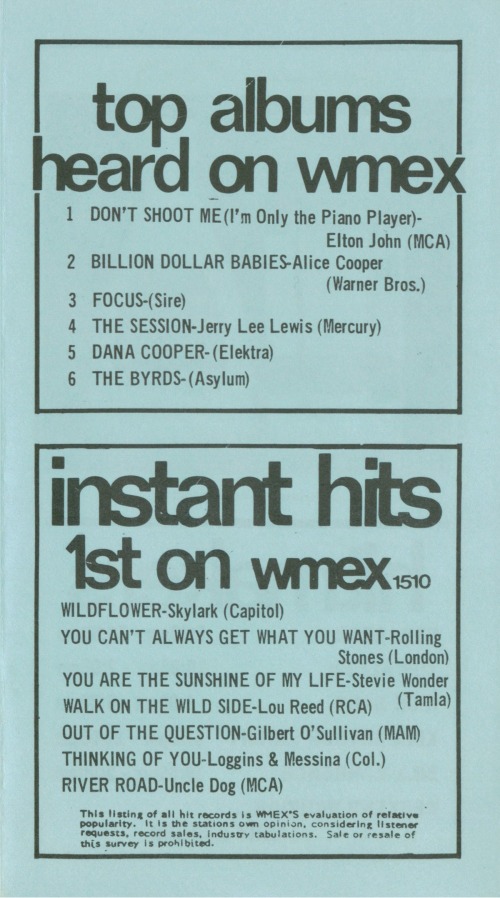 top albums
heard on wmex
1 DON'T SHOOT ME(I'm Only the Piano Player)-
Elton John (MCA)
2 BILLION DOLLAR BABIES-Alice Cooper
(Warner Bros.)
3 FOCUS-(Sire)
4 THE SESSION-Jerry Lee Lewis (Mercury)
5 DANA COOPER-(Elektra)
6 THE BYRDS-(Asylum)
instant hits
1st on wmex 1510
WILDFLOWER-Skylark (Capitol)
YOU CAN'T ALWAYS GET WHAT YOU WANT-Rolling
Stones (London)
YOU ARE THE SUNSHINE OF MY LIFE-Stevie Wonder
(Tamla)
WALK ON THE WILD SIDE-Lou Reed (RCA)
OUT OF THE QUESTION-Gilbert O'Sullivan (MAM)
THINKING OF YOU-Loggins & Messina (Col.)
RIVER ROAD-Uncle Dog (MCA)
This listing of all hit records is WMEX"S evaluation of relative
popularity. It is the stations own opinion, considering listener
requests, record sales, industry tabulations. Sale or resale of
this survey is prohibited.